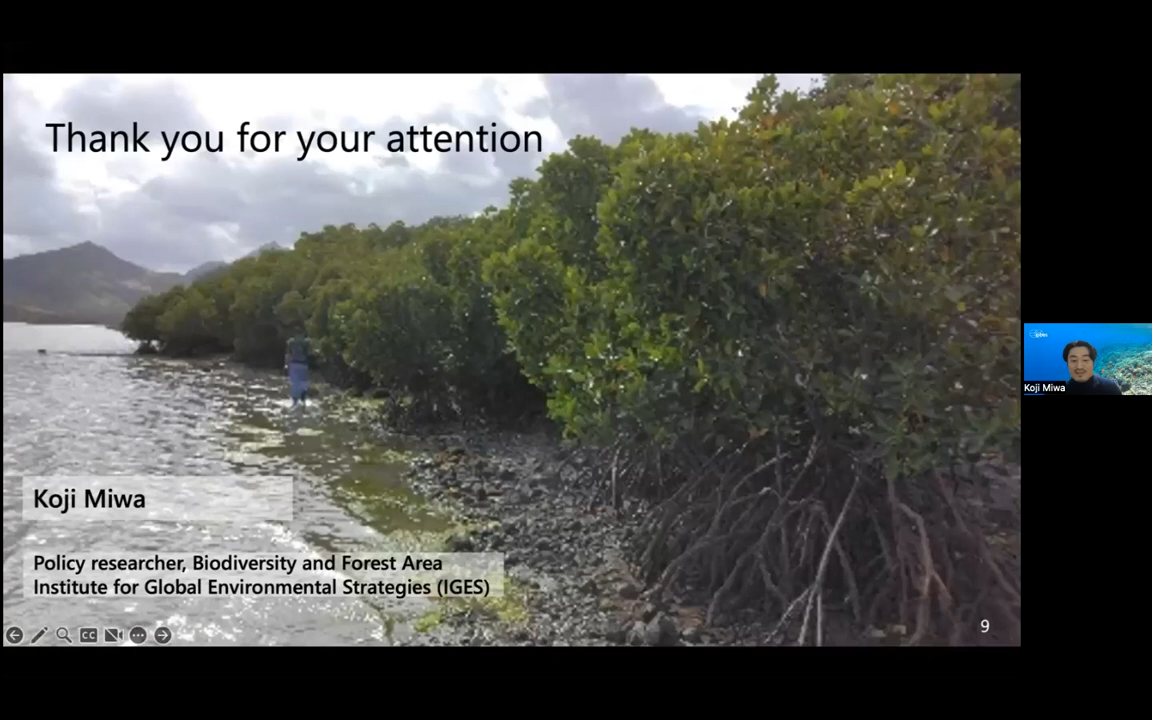 Thank you for your attention
Koji Miwa
Policy researcher, Biodiversity and Forest Area
Institute for Global Environmental Strategies (IGES)
CC
9
Koji Miwa